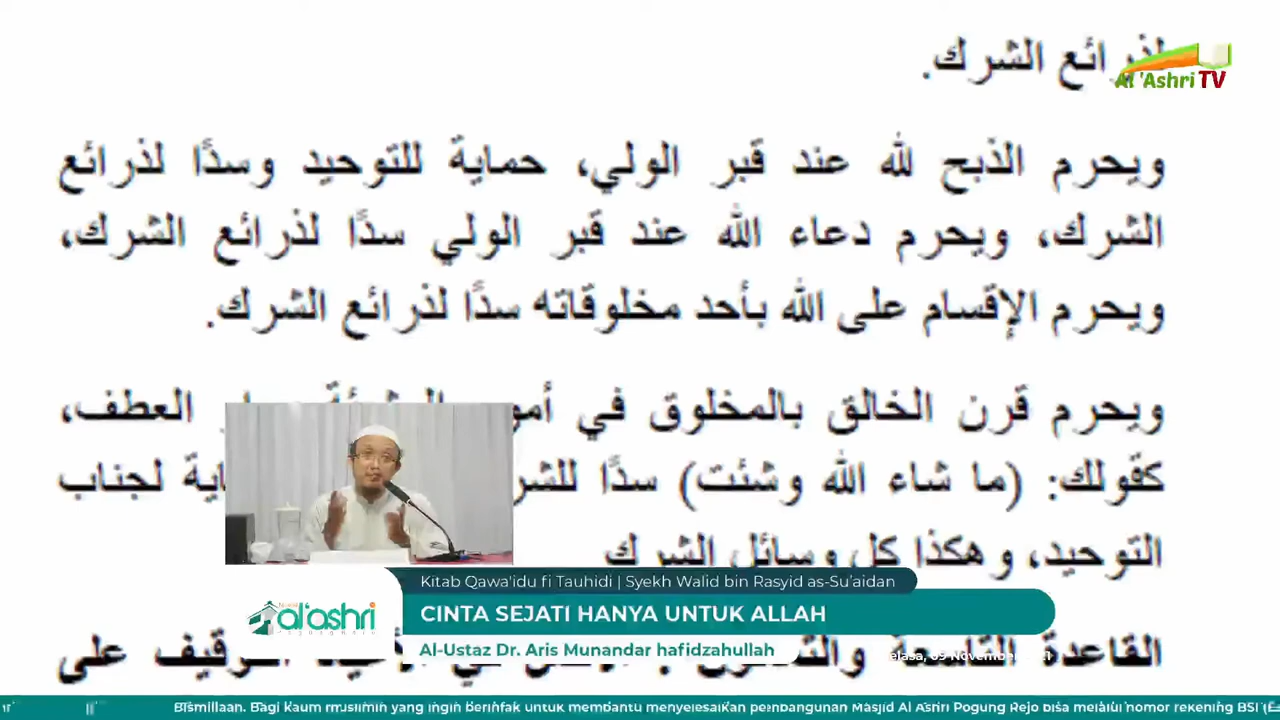 لذرائع الشرك.
Al 'Ashri TV
ويحرم الذبح لله عند قبر الولي، حماية للتوحيد وسدًّا لذرائع
الشرك، ويحرم دعاء الله عند قبر الولي سدًّا لذرائع الشرك،
ويحرم الإقسام على الله بأحد مخلوقاته سدًّا لذرائع الشرك.
ويحرم قرن الخالق بالمخلوق في العطف،
كقولك: (ما شاء الله وشئت) سدًّا لجناب
التوحيد، وهكذا كل وسائل الشرك
Kitab Qawa'idu fi Tauhidi | Syekh Walid bin Rasyid as-Su'aidan
al'ashri
CINTA SEJATI HANYA UNTUK ALLAH
Al-Ustaz Dr. Aris Munandar hafidzahullah
القاعدة التاسعة على
Bismillaah. Bagi kaum muslimin yang ingin berinfak untuk membantu menyelesaikan pembangunan Masjid Al Ashri Pogung Rejo bisa melalui nomor rekening BSI